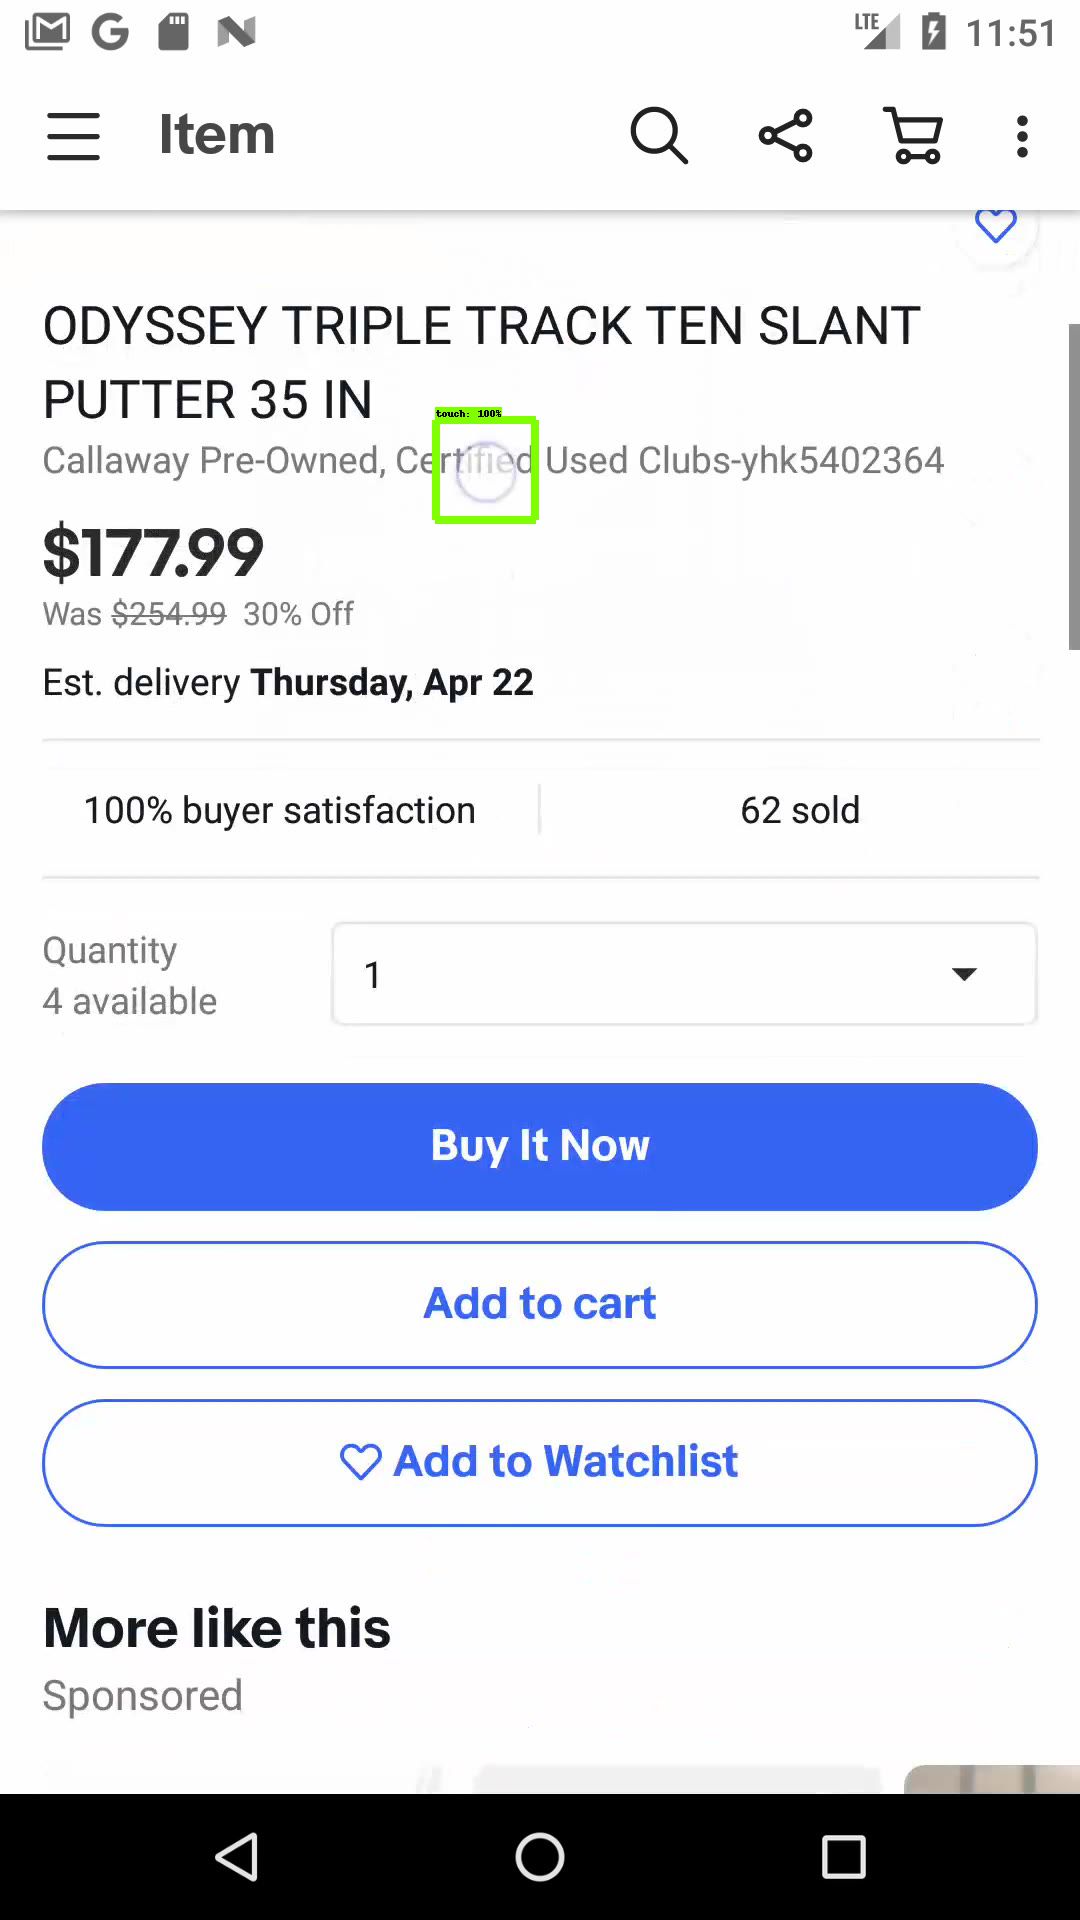 LTE 11:51
Item
ODYSSEY TRIPLE TRACK TEN SLANT
PUTTER 35 IN
touch: 100%
Callaway Pre-Owned, Certified Used Clubs-yhk5402364
$177.99
Was $254.99 30% Off
Est. delivery Thursday, Apr 22
100% buyer satisfaction
62 sold
Quantity
4 available
1
Buy It Now
Add to cart
Add to Watchlist
More like this
Sponsored